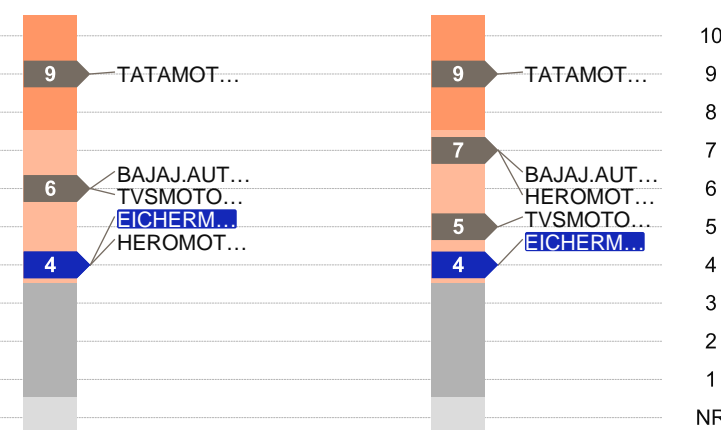 9
TATAMOT…
6
BAJAJ.AUT…
TVSMOTO…
EICHERM…
HEROMOT…
4
9
TATAMOT…
7
BAJAJ.AUT…
HEROMOT…
5
TVSMOTO…
EICHERM…
4
10
9
8
7
6
5
4
3
2
1
NR